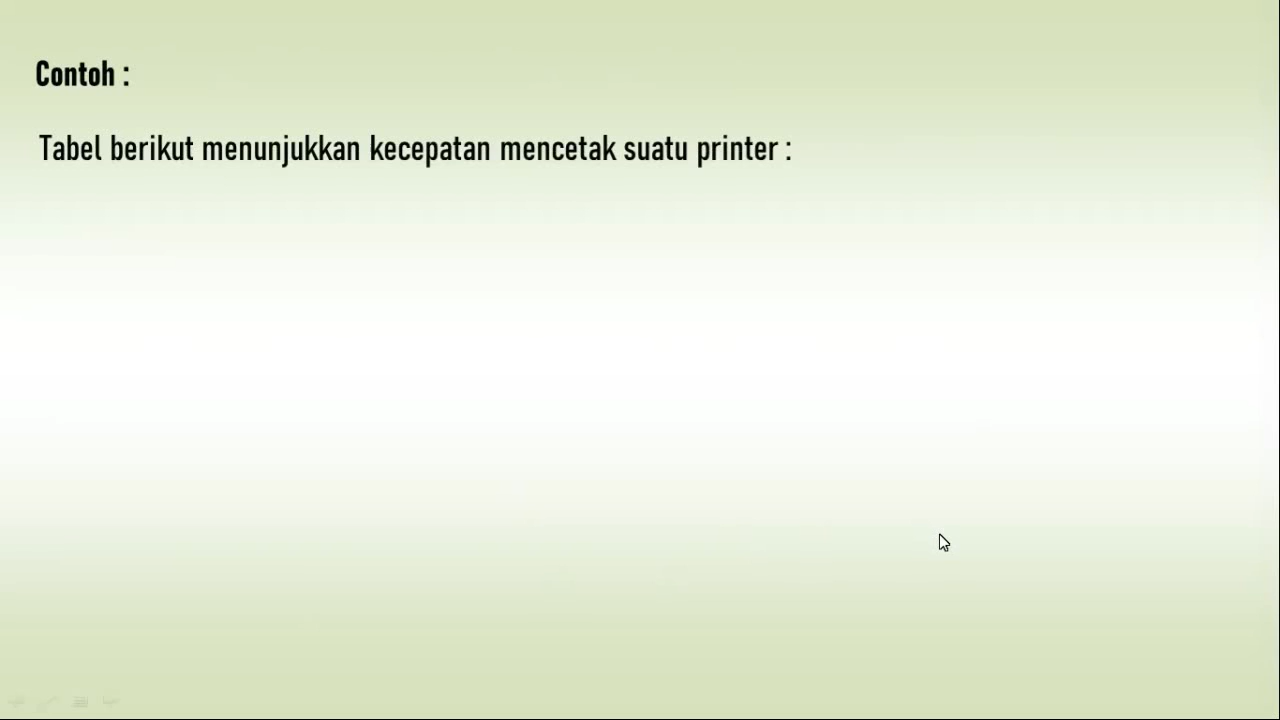 Contoh :
Tabel berikut menunjukkan kecepatan mencetak suatu printer :